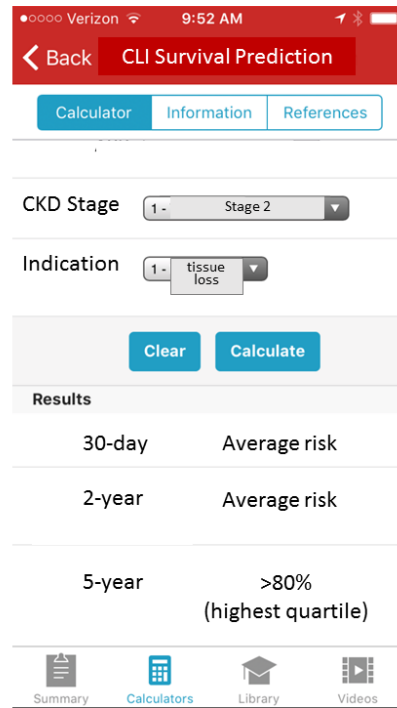 Verizon 9:52 AM
Back CLI Survival Prediction
Calculator Information References
CKD Stage 1 - Stage 2
Indication 1 - tissue
loss
Clear Calculate
Results
30-day Average risk
2-year Average risk
5-year >80%
(highest quartile)
Summary Calculators Library Videos